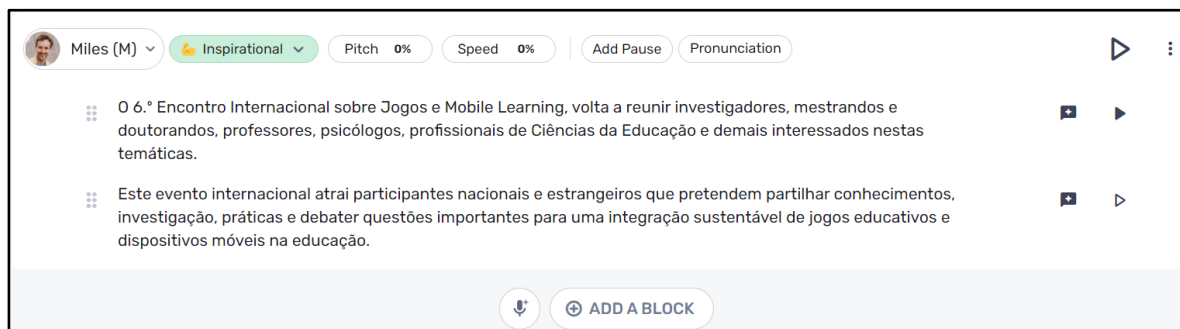 Miles (M) 💪 Inspirational Pitch 0% Speed 0% Add Pause Pronunciation
O 6.º Encontro Internacional sobre Jogos e Mobile Learning, volta a reunir investigadores, mestrandos e
doutorandos, professores, psicólogos, profissionais de Ciências da Educação e demais interessados nestas
temáticas.
Este evento internacional atrai participantes nacionais e estrangeiros que pretendem partilhar conhecimentos,
investigação, práticas e debater questões importantes para uma integração sustentável de jogos educativos e
dispositivos móveis na educação.
ADD A BLOCK